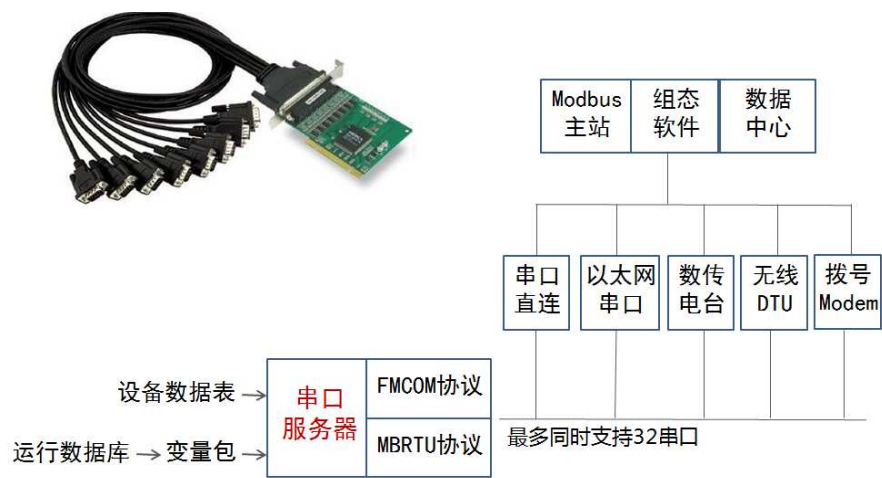 Modbus
主站
组态
软件
数据
中心
串口
直连
以太网
串口
数传
电台
无线
DTU
拨号
Modem
设备数据表
运行数据库
变量包
串口
服务器
FMCOM协议
MBRTU协议
最多同时支持32串口